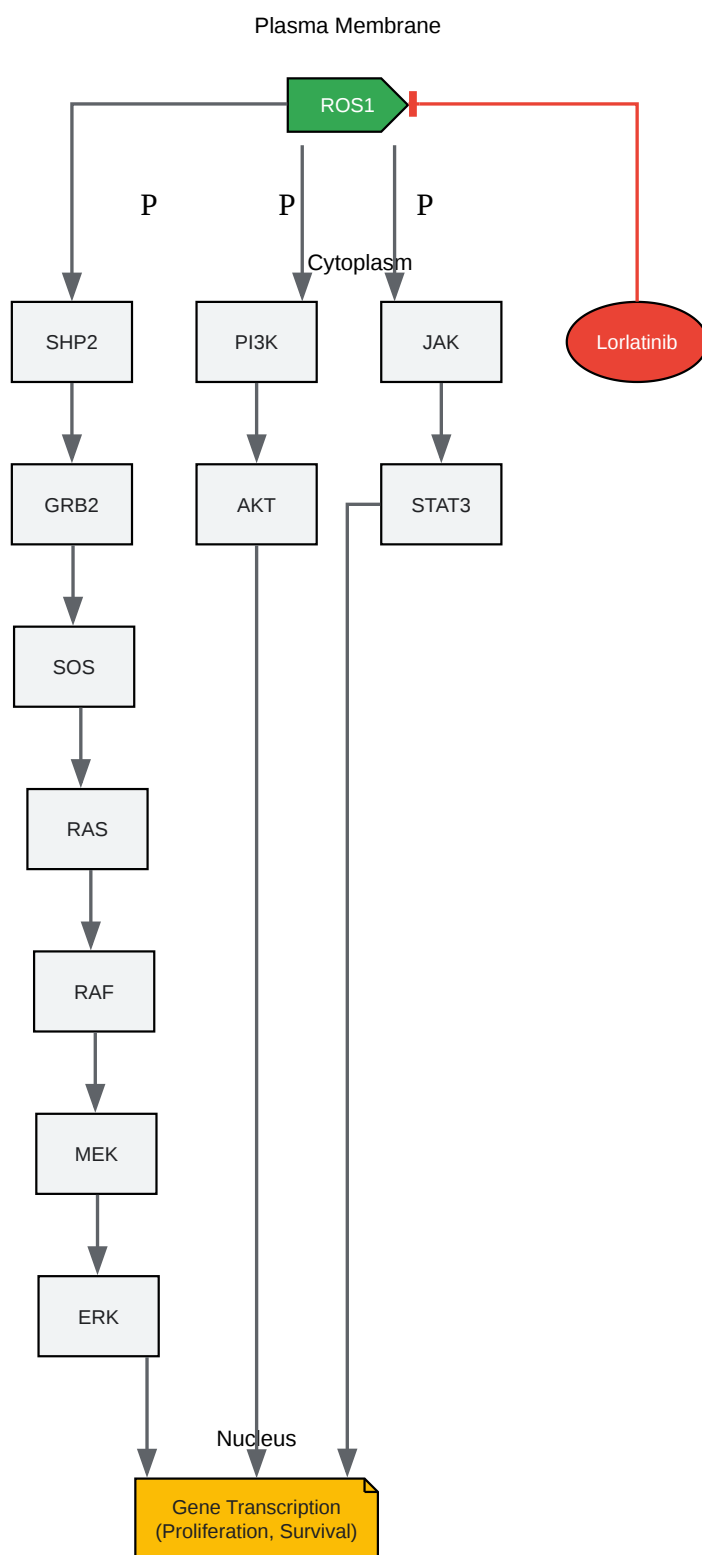 Plasma Membrane
ROS1
P P P
Cytoplasm
SHP2 PI3K JAK Lorlatinib
GRB2 AKT STAT3
SOS
RAS
RAF
MEK
ERK
Nucleus
Gene Transcription
(Proliferation, Survival)